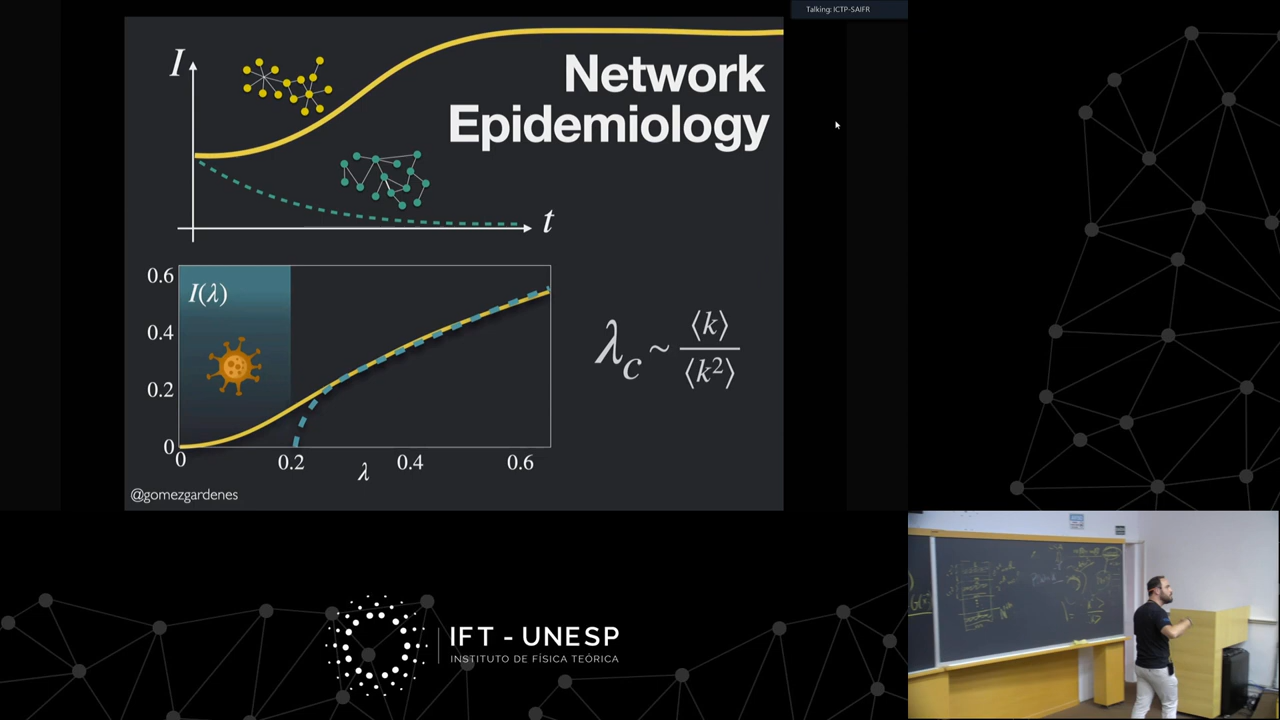 Talking: ICTP-SAIFR
I
Network
Epidemiology
t
0.6
I(λ)
0.4
0.2
0
0
0.2
0.4
0.6
λ
λc ~ ⟨k⟩ / ⟨k²⟩
@gomezgardenes
IFT - UNESP
INSTITUTO DE FÍSICA TEÓRICA